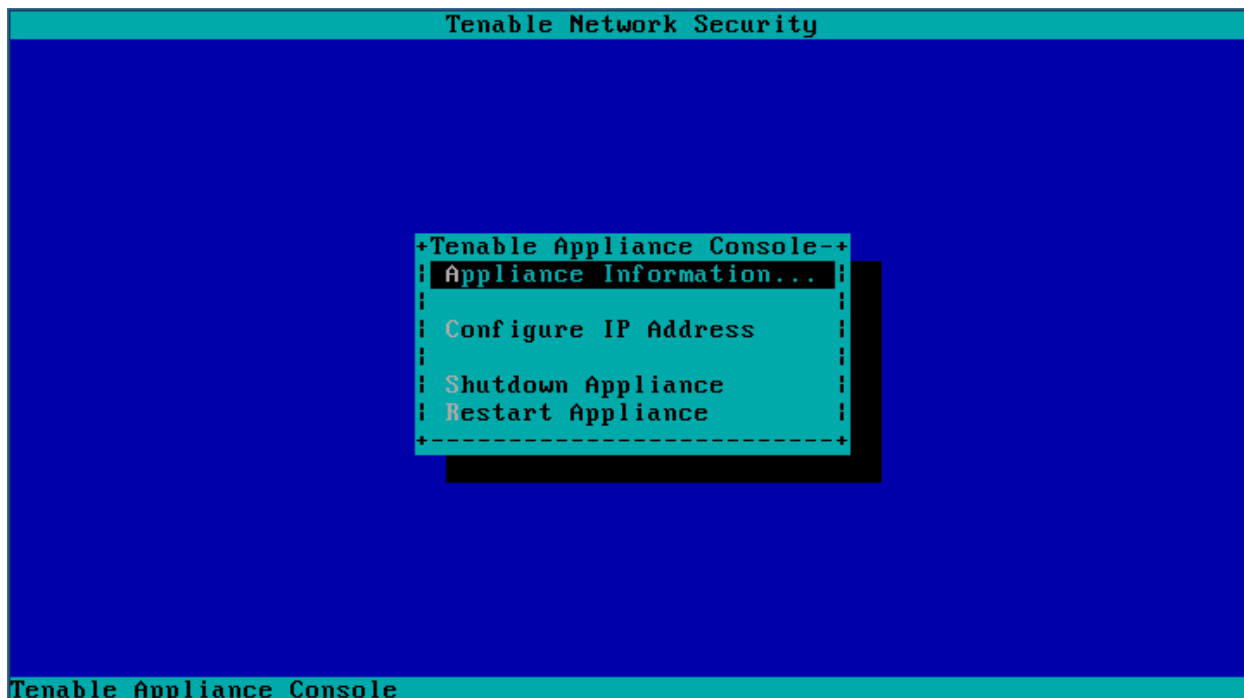 Tenable Network Security
Tenable Appliance Console
Appliance Information...
Configure IP Address
Shutdown Appliance
Restart Appliance
Tenable Appliance Console